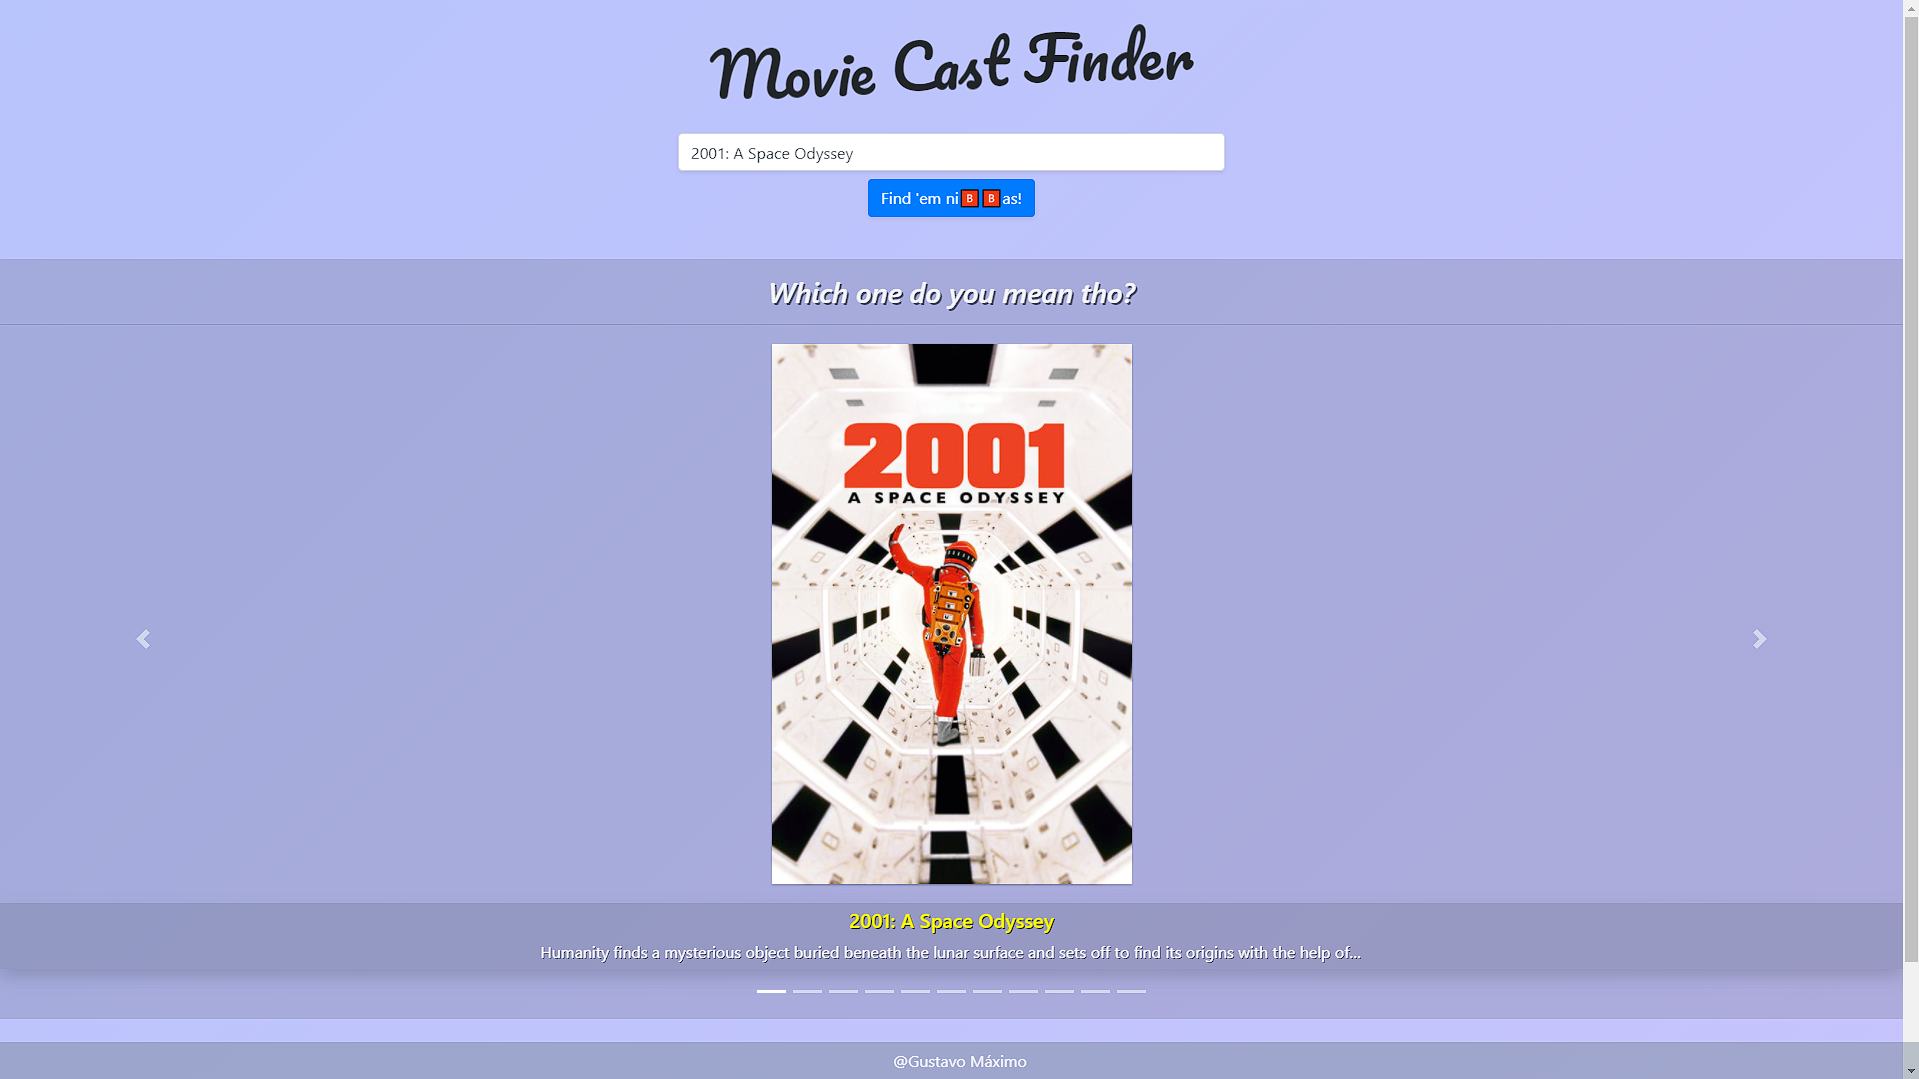 Movie Cast Finder
2001: A Space Odyssey
Find 'em ni🅱🅱as!
Which one do you mean tho?
2001
A SPACE ODYSSEY
2001: A Space Odyssey
Humanity finds a mysterious object buried beneath the lunar surface and sets off to find its origins with the help of...
@Gustavo Máximo